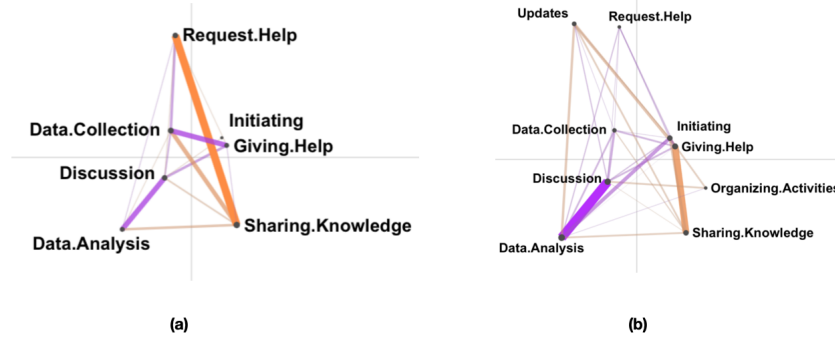 Request.Help
Data.Collection
Initiating
Giving.Help
Discussion
Sharing.Knowledge
Data.Analysis
(a)
Updates
Request.Help
Data.Collection
Initiating
Giving.Help
Discussion
Organizing.Activities
Sharing.Knowledge
Data.Analysis
(b)